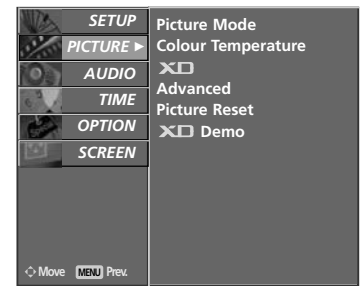 SETUP
PICTURE ►
AUDIO
TIME
OPTION
SCREEN
Move MENU Prev.
Picture Mode
Colour Temperature
XD
Advanced
Picture Reset
XD Demo